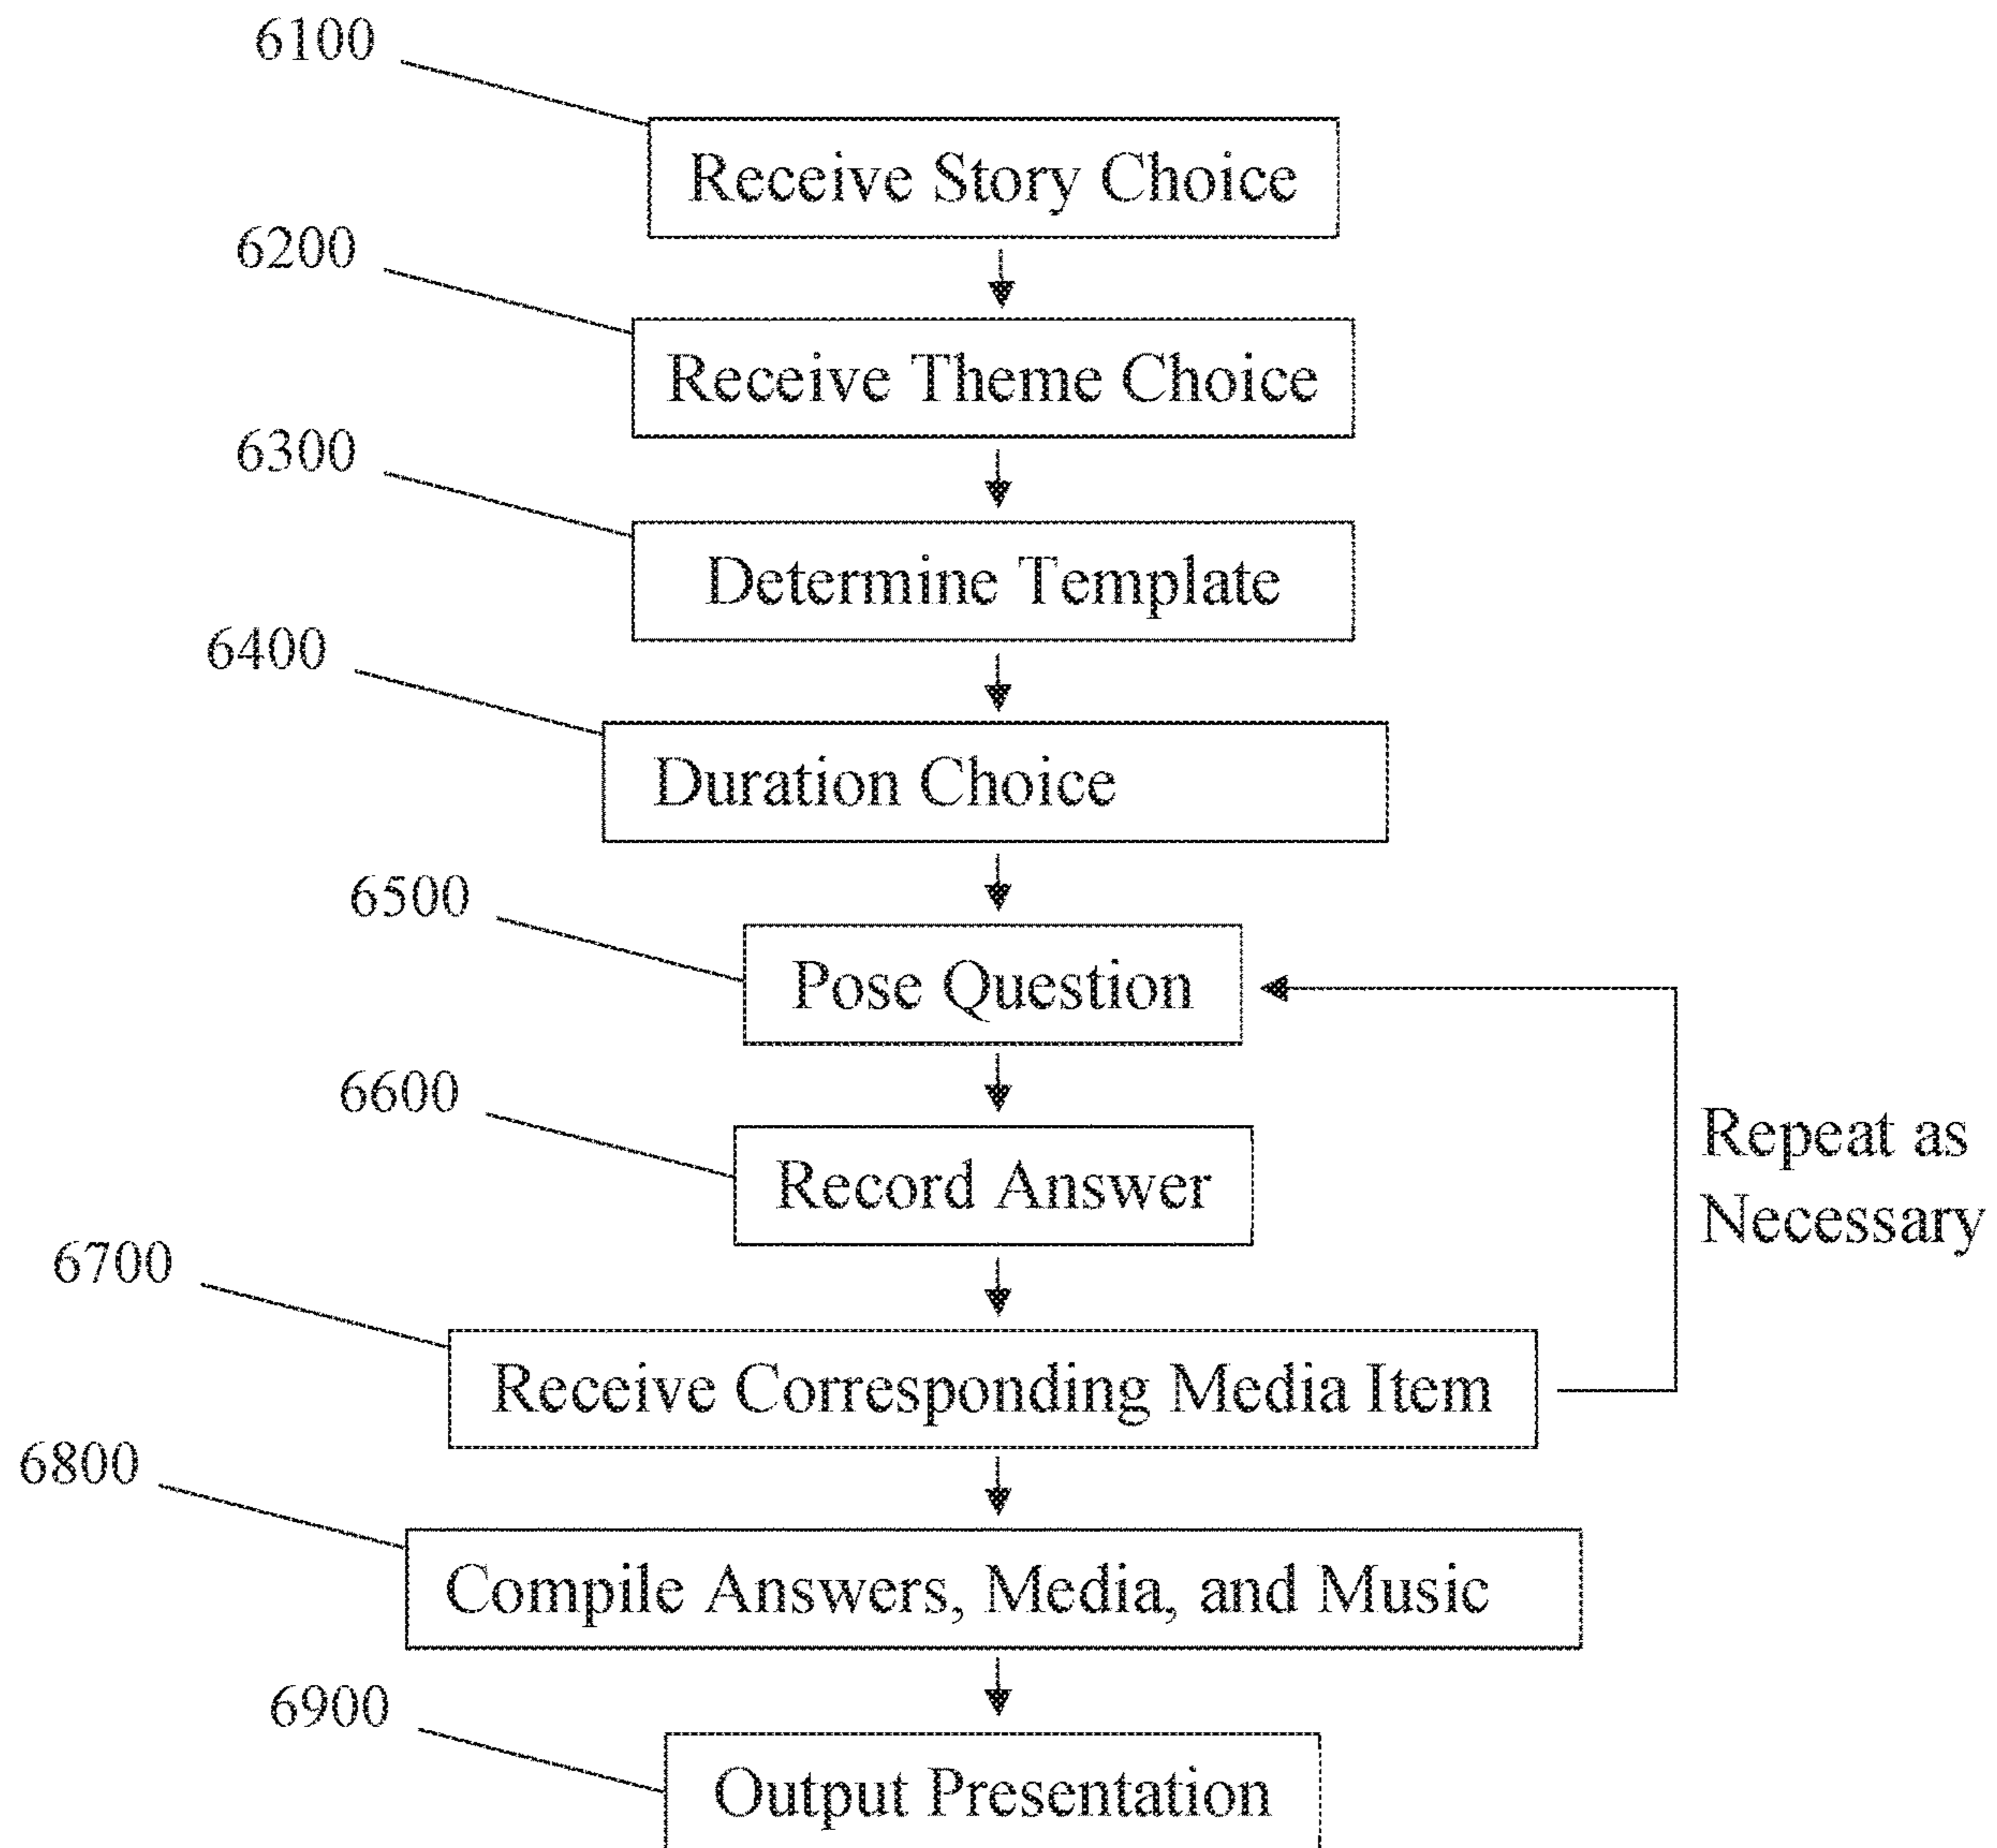 6100
Receive Story Choice
6200
Receive Theme Choice
6300
Determine Template
6400
Duration Choice
6500
Pose Question
6600
Record Answer
Repeat as
Necessary
6700
Receive Corresponding Media Item
6800
Compile Answers, Media, and Music
6900
Output Presentation